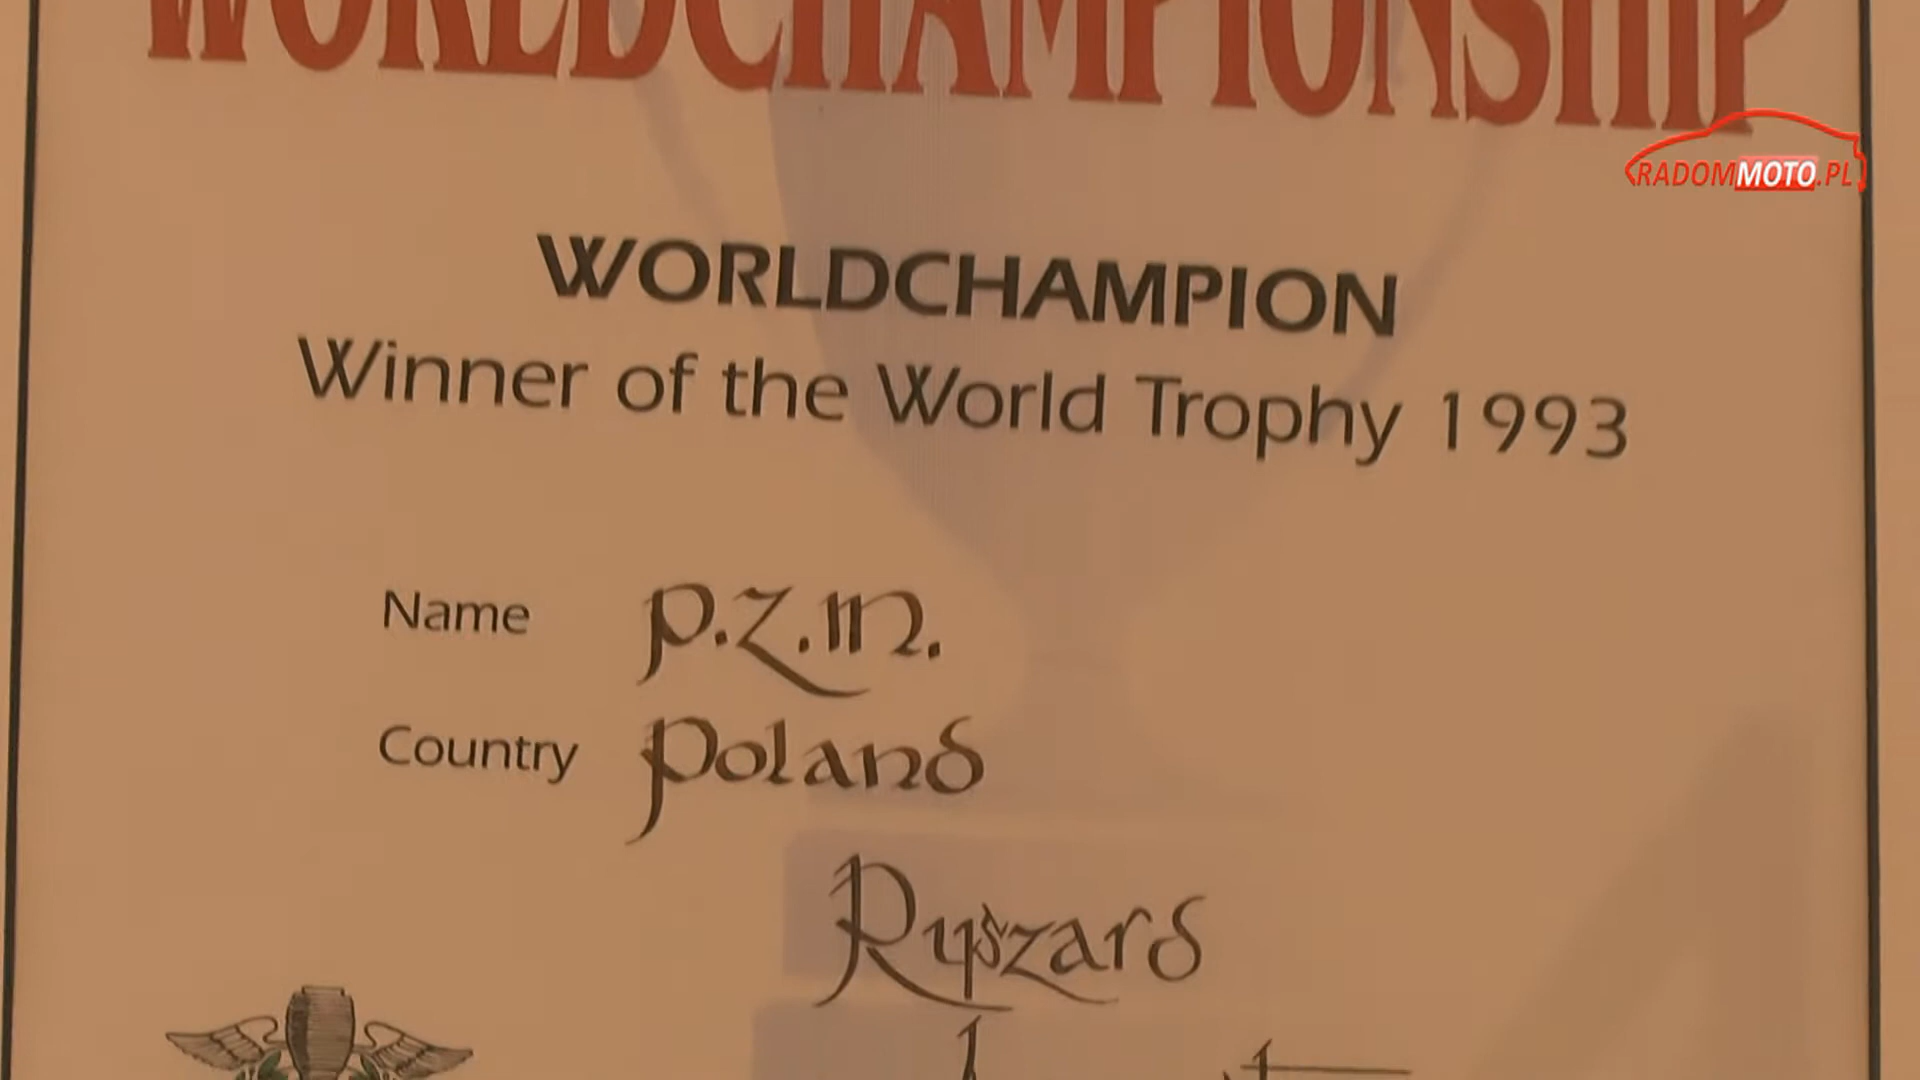 WORLDCHAMPIONSHIP
RADOMMOTO.PL
WORLDCHAMPION
Winner of the World Trophy 1993
Name P.Z.M.
Country Poland
Ryszard